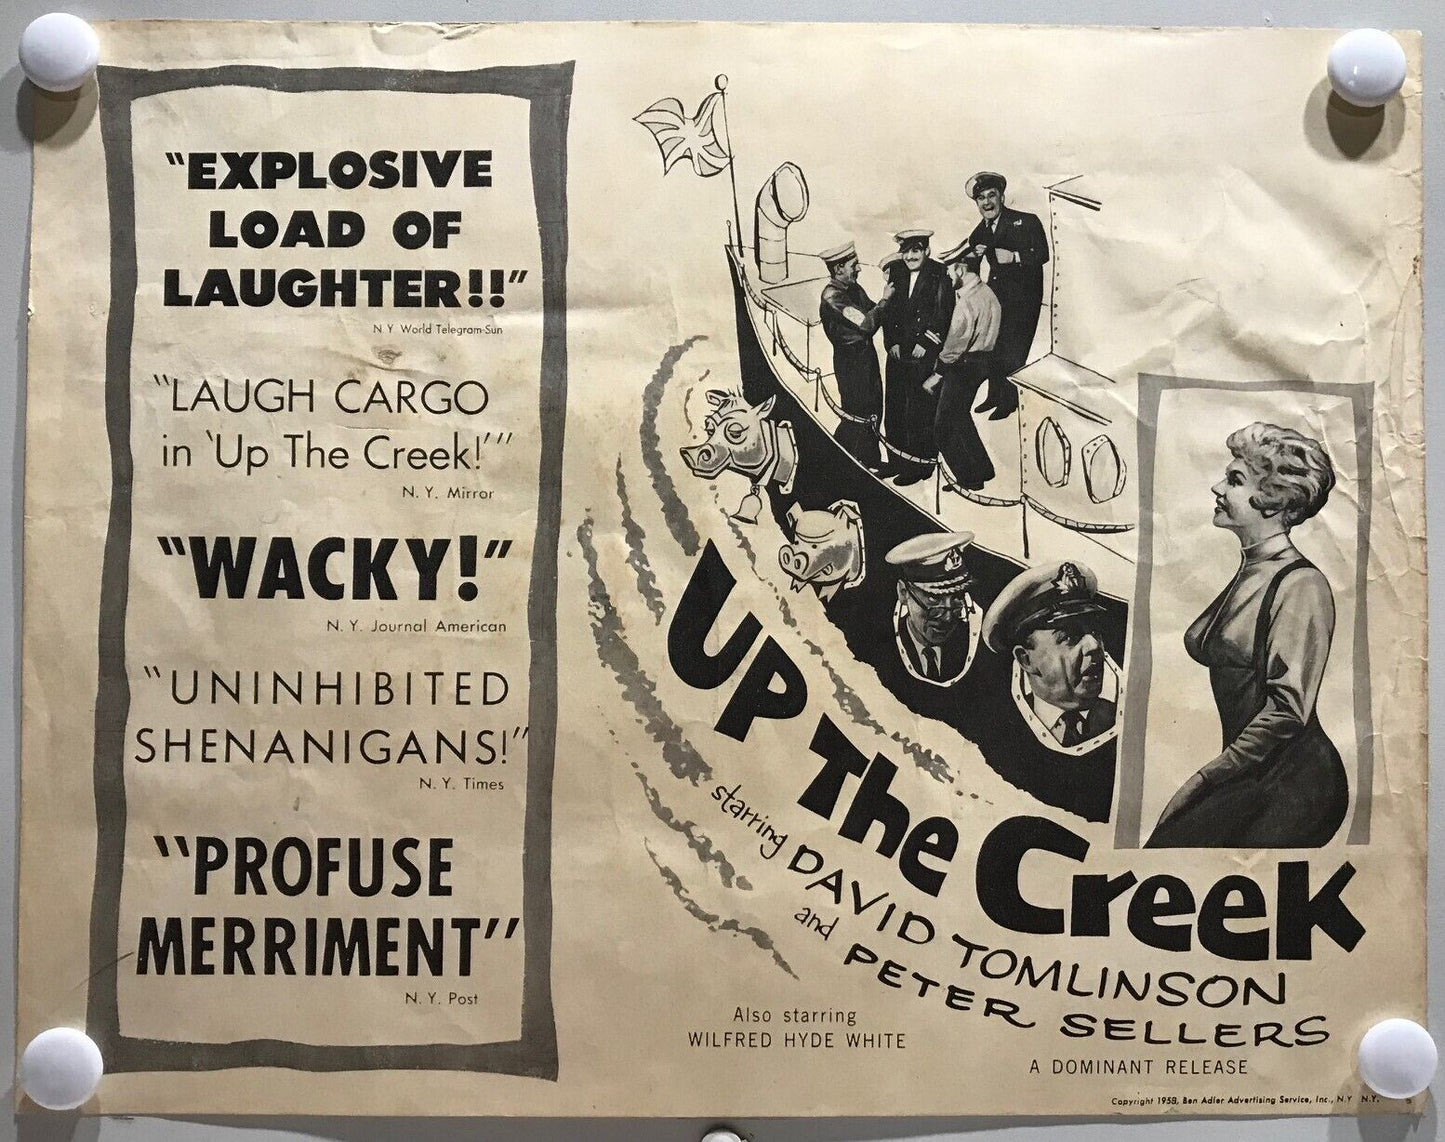 "EXPLOSIVE
LOAD OF
LAUGHTER!!"
N Y World Telegram-Sun
"LAUGH CARGO
in 'Up The Creek!'"
N. Y. Mirror
"WACKY!"
N. Y. Journal American
"UNINHIBITED
SHENANIGANS!"
N. Y. Times
"PROFUSE
MERRIMENT"
N. Y. Post
UP The Creek
starring DAVID TOMLINSON
and PETER SELLERS
Also starring
WILFRED HYDE WHITE
A DOMINANT RELEASE
Copyright 1958, Ben Adler Advertising Service, Inc., N.Y N.Y.